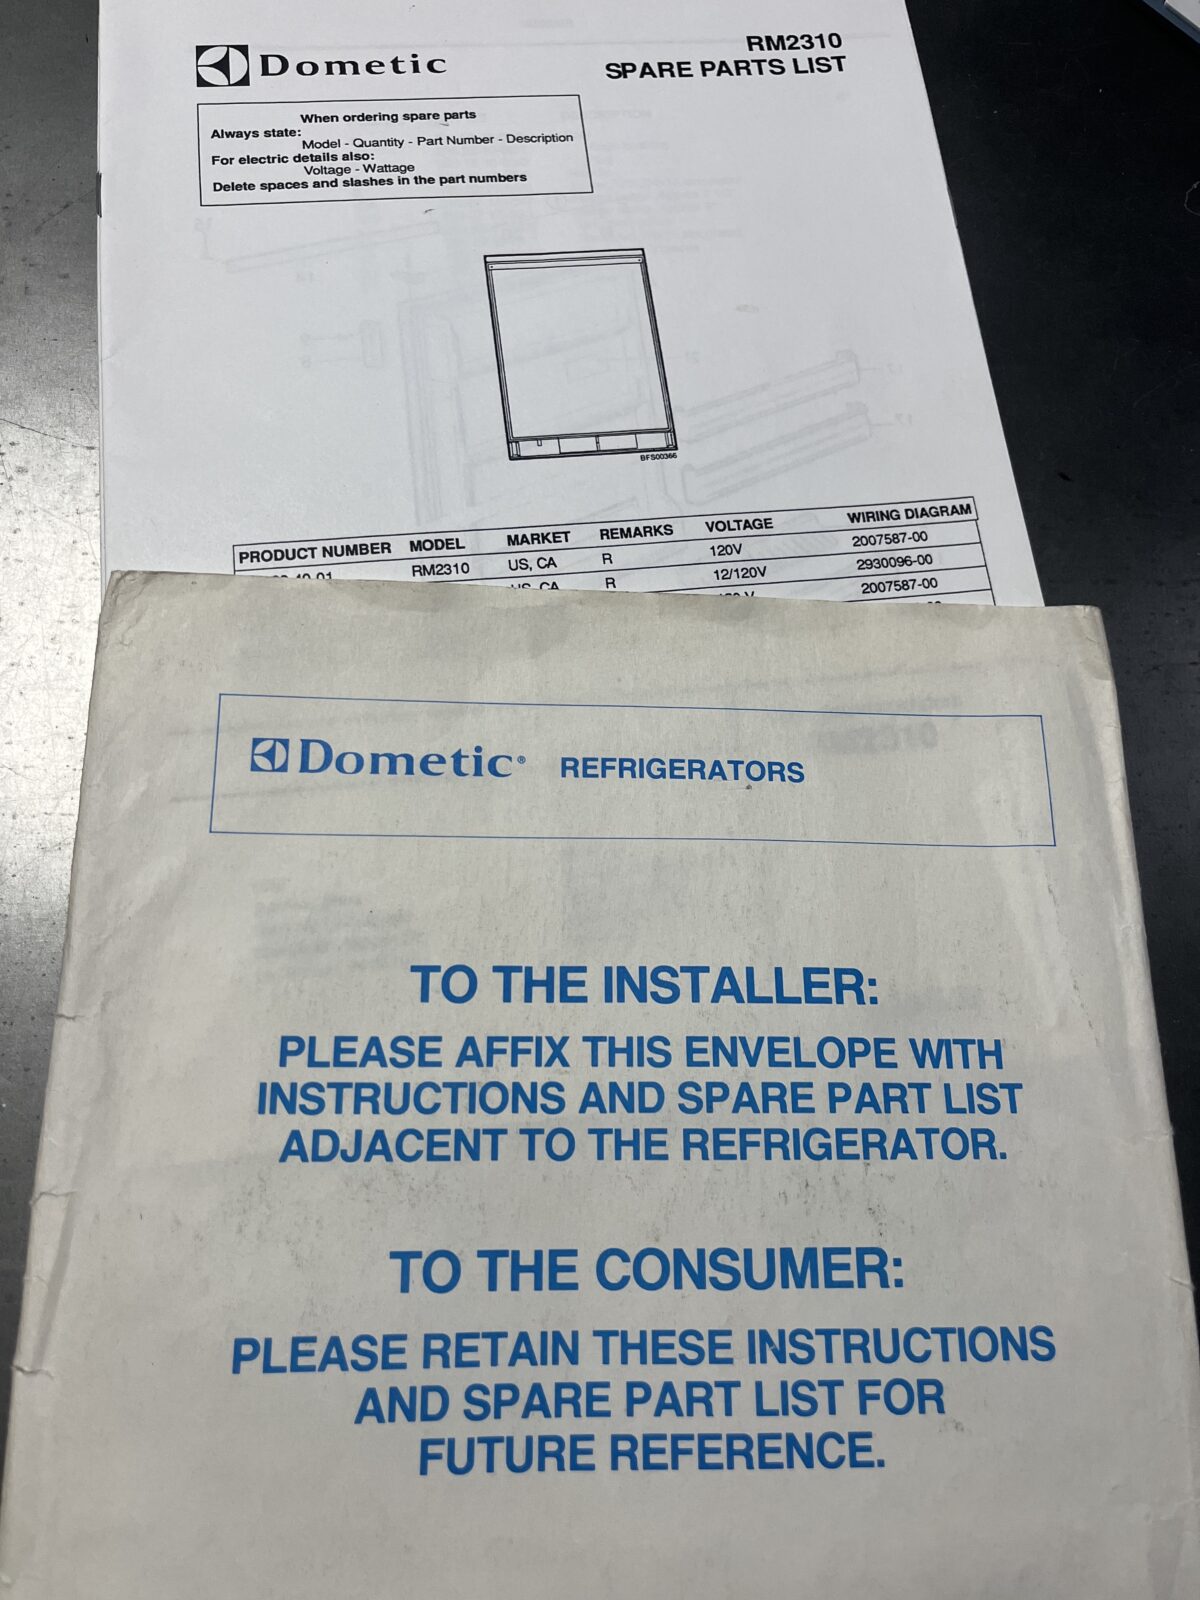 Dometic
RM2310
SPARE PARTS LIST
When ordering spare parts
Always state:
Model - Quantity - Part Number - Description
For electric details also:
Voltage - Wattage
Delete spaces and slashes in the part numbers
BFS00366
PRODUCT NUMBER MODEL MARKET REMARKS VOLTAGE WIRING DIAGRAM
RM2310 US, CA R 120V 2007587-00
US, CA R 12/120V 2930096-00
2007587-00
Dometic® REFRIGERATORS
TO THE INSTALLER:
PLEASE AFFIX THIS ENVELOPE WITH
INSTRUCTIONS AND SPARE PART LIST
ADJACENT TO THE REFRIGERATOR.
TO THE CONSUMER:
PLEASE RETAIN THESE INSTRUCTIONS
AND SPARE PART LIST FOR
FUTURE REFERENCE.